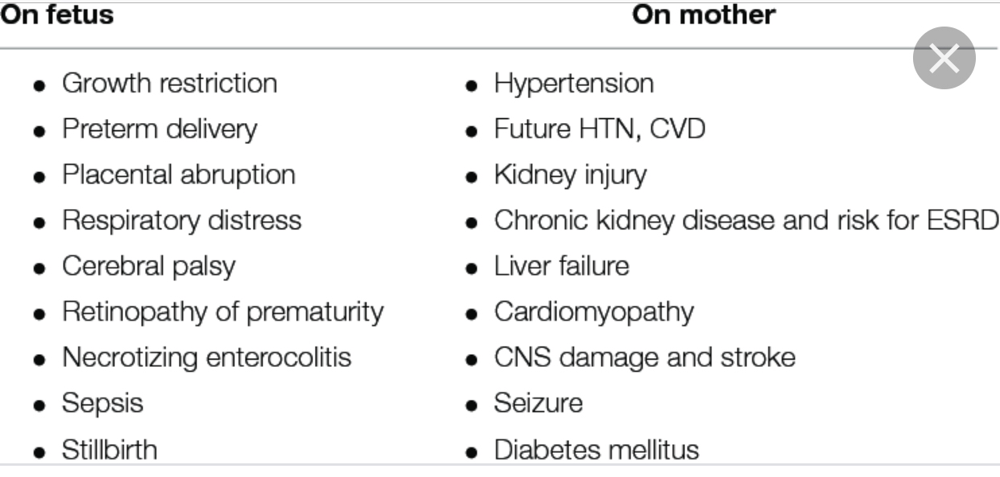 On fetus On mother
• Growth restriction • Hypertension
• Preterm delivery • Future HTN, CVD
• Placental abruption • Kidney injury
• Respiratory distress • Chronic kidney disease and risk for ESRD
• Cerebral palsy • Liver failure
• Retinopathy of prematurity • Cardiomyopathy
• Necrotizing enterocolitis • CNS damage and stroke
• Sepsis • Seizure
• Stillbirth • Diabetes mellitus